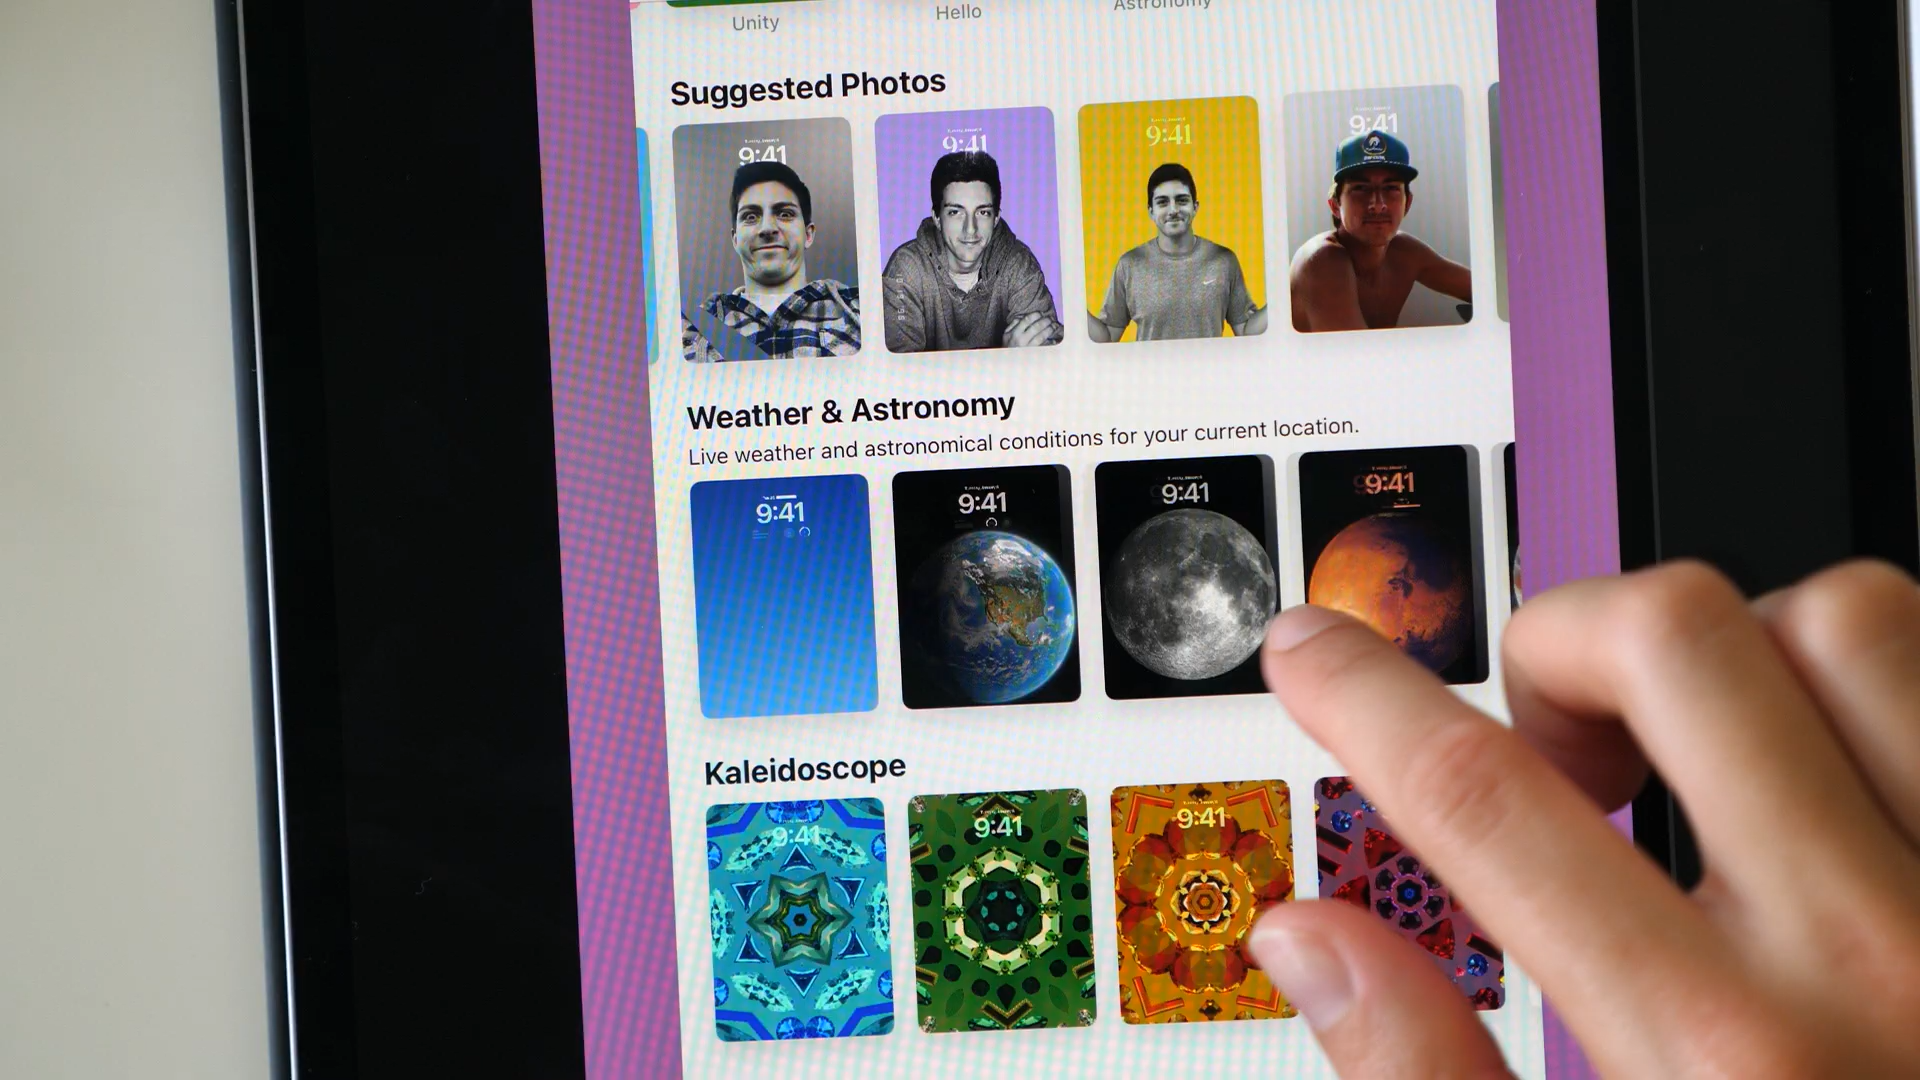 Unity
Hello
Astronomy
Suggested Photos
9:41
9:41
9:41
9:41
Weather & Astronomy
Live weather and astronomical conditions for your current location.
9:41
9:41
9:41
9:41
Kaleidoscope
9:41
9:41
9:41